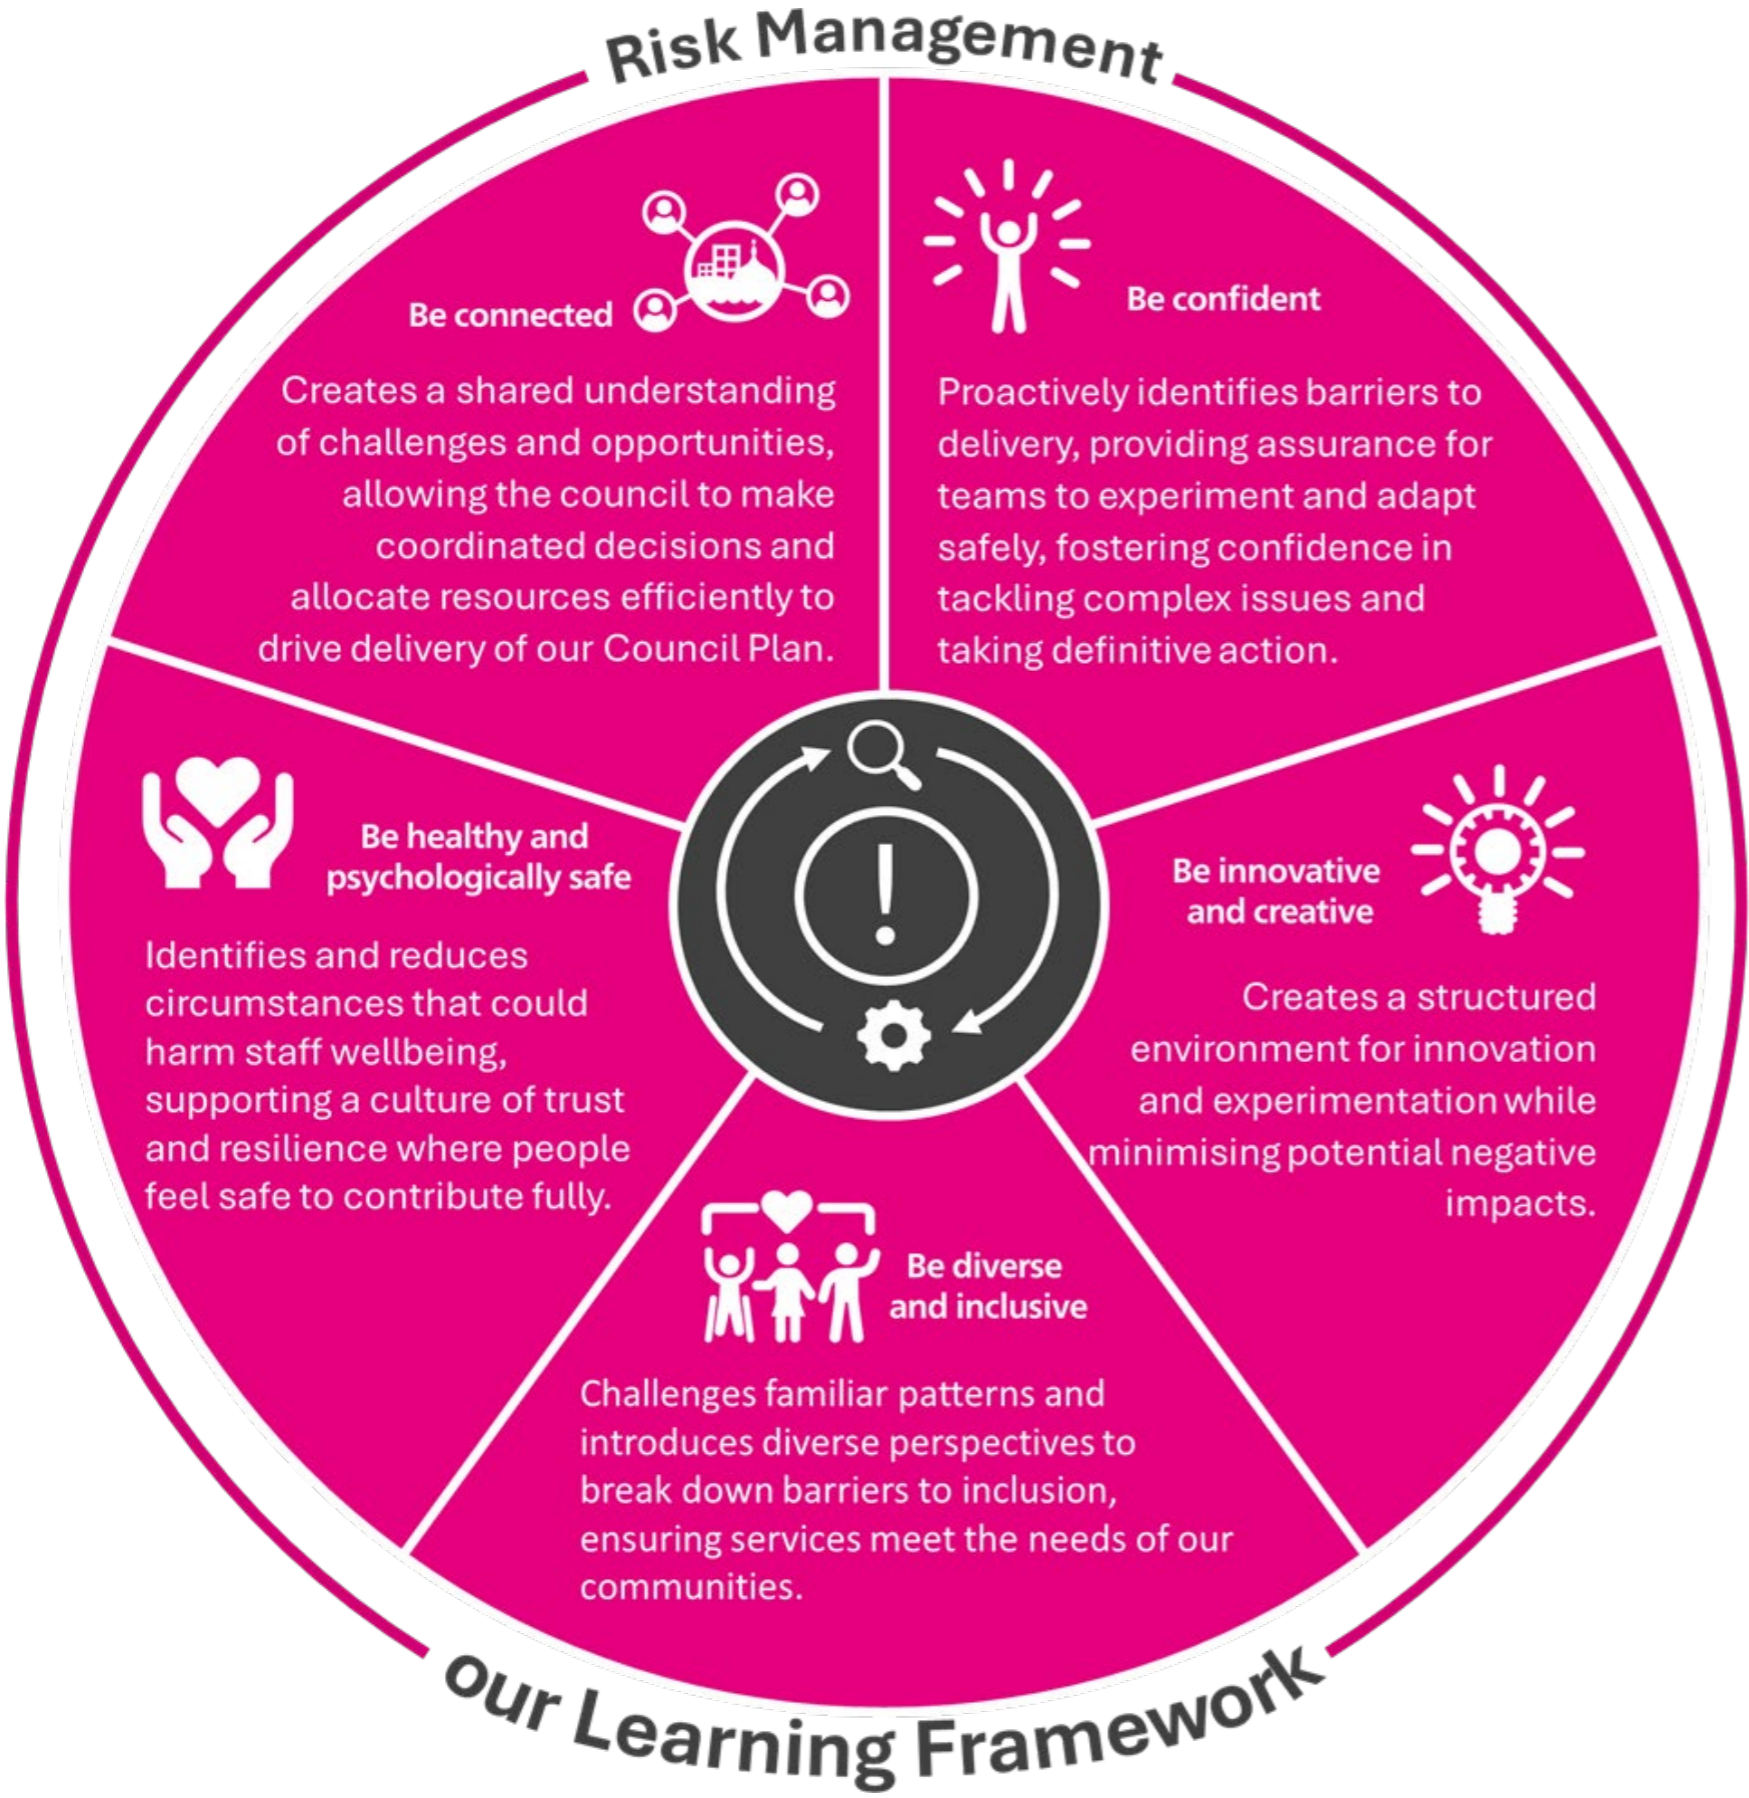 Risk Management
Be connected
Creates a shared understanding
of challenges and opportunities,
allowing the council to make
coordinated decisions and
allocate resources efficiently to
drive delivery of our Council Plan.
Be confident
Proactively identifies barriers to
delivery, providing assurance for
teams to experiment and adapt
safely, fostering confidence in
tackling complex issues and
taking definitive action.
Be healthy and
psychologically safe
Identifies and reduces
circumstances that could
harm staff wellbeing,
supporting a culture of trust
and resilience where people
feel safe to contribute fully.
!
Be innovative
and creative
Creates a structured
environment for innovation
and experimentation while
minimising potential negative
impacts.
Be diverse
and inclusive
Challenges familiar patterns and
introduces diverse perspectives to
break down barriers to inclusion,
ensuring services meet the needs of our
communities.
our Learning Framework